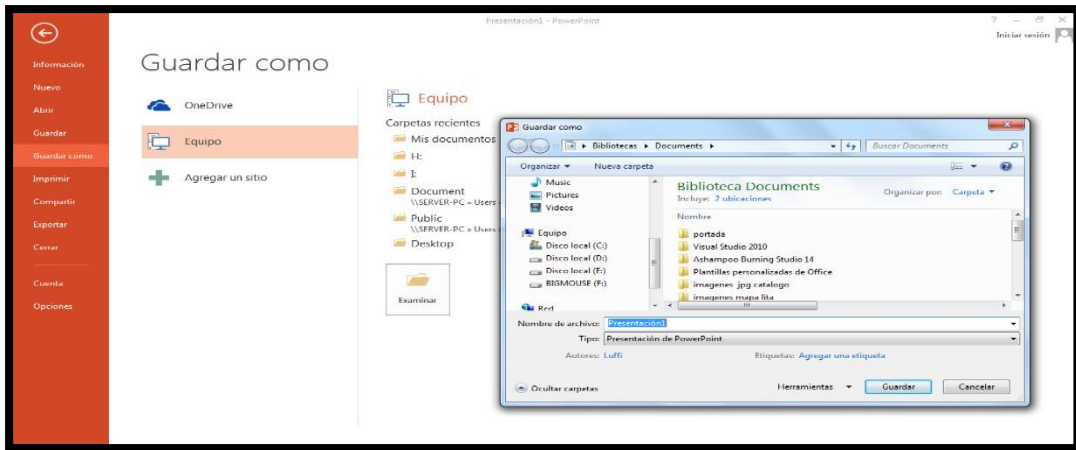 Presentación1 - PowerPoint
? – X
Iniciar sesión
Información
Nuevo
Abrir
Guardar
Guardar como
Imprimir
Compartir
Exportar
Cerrar
Cuenta
Opciones
Guardar como
OneDrive
Equipo
Agregar un sitio
Equipo
Carpetas recientes
Mis documentos
H:
I:
Document
\\SERVER-PC » Users
Public
\\SERVER-PC » Users
Desktop
Examinar
Guardar como
Bibliotecas ▸ Documents ▸
Buscar Documents
Organizar ▾ Nueva carpeta
Music
Pictures
Videos
Equipo
Disco local (C:)
Disco local (D:)
Disco local (E:)
BIGMOUSE (F:)
Red
Biblioteca Documents
Incluye: 2 ubicaciones
Organizar por: Carpeta ▾
Nombre
portada
Visual Studio 2010
Ashampoo Burning Studio 14
Plantillas personalizadas de Office
imagenes jpg catalogo
imagenes mapa lita
Nombre de archivo: Presentación1
Tipo: Presentación de PowerPoint
Autores: Luffi
Etiquetas: Agregar una etiqueta
Ocultar carpetas
Herramientas ▾
Guardar
Cancelar